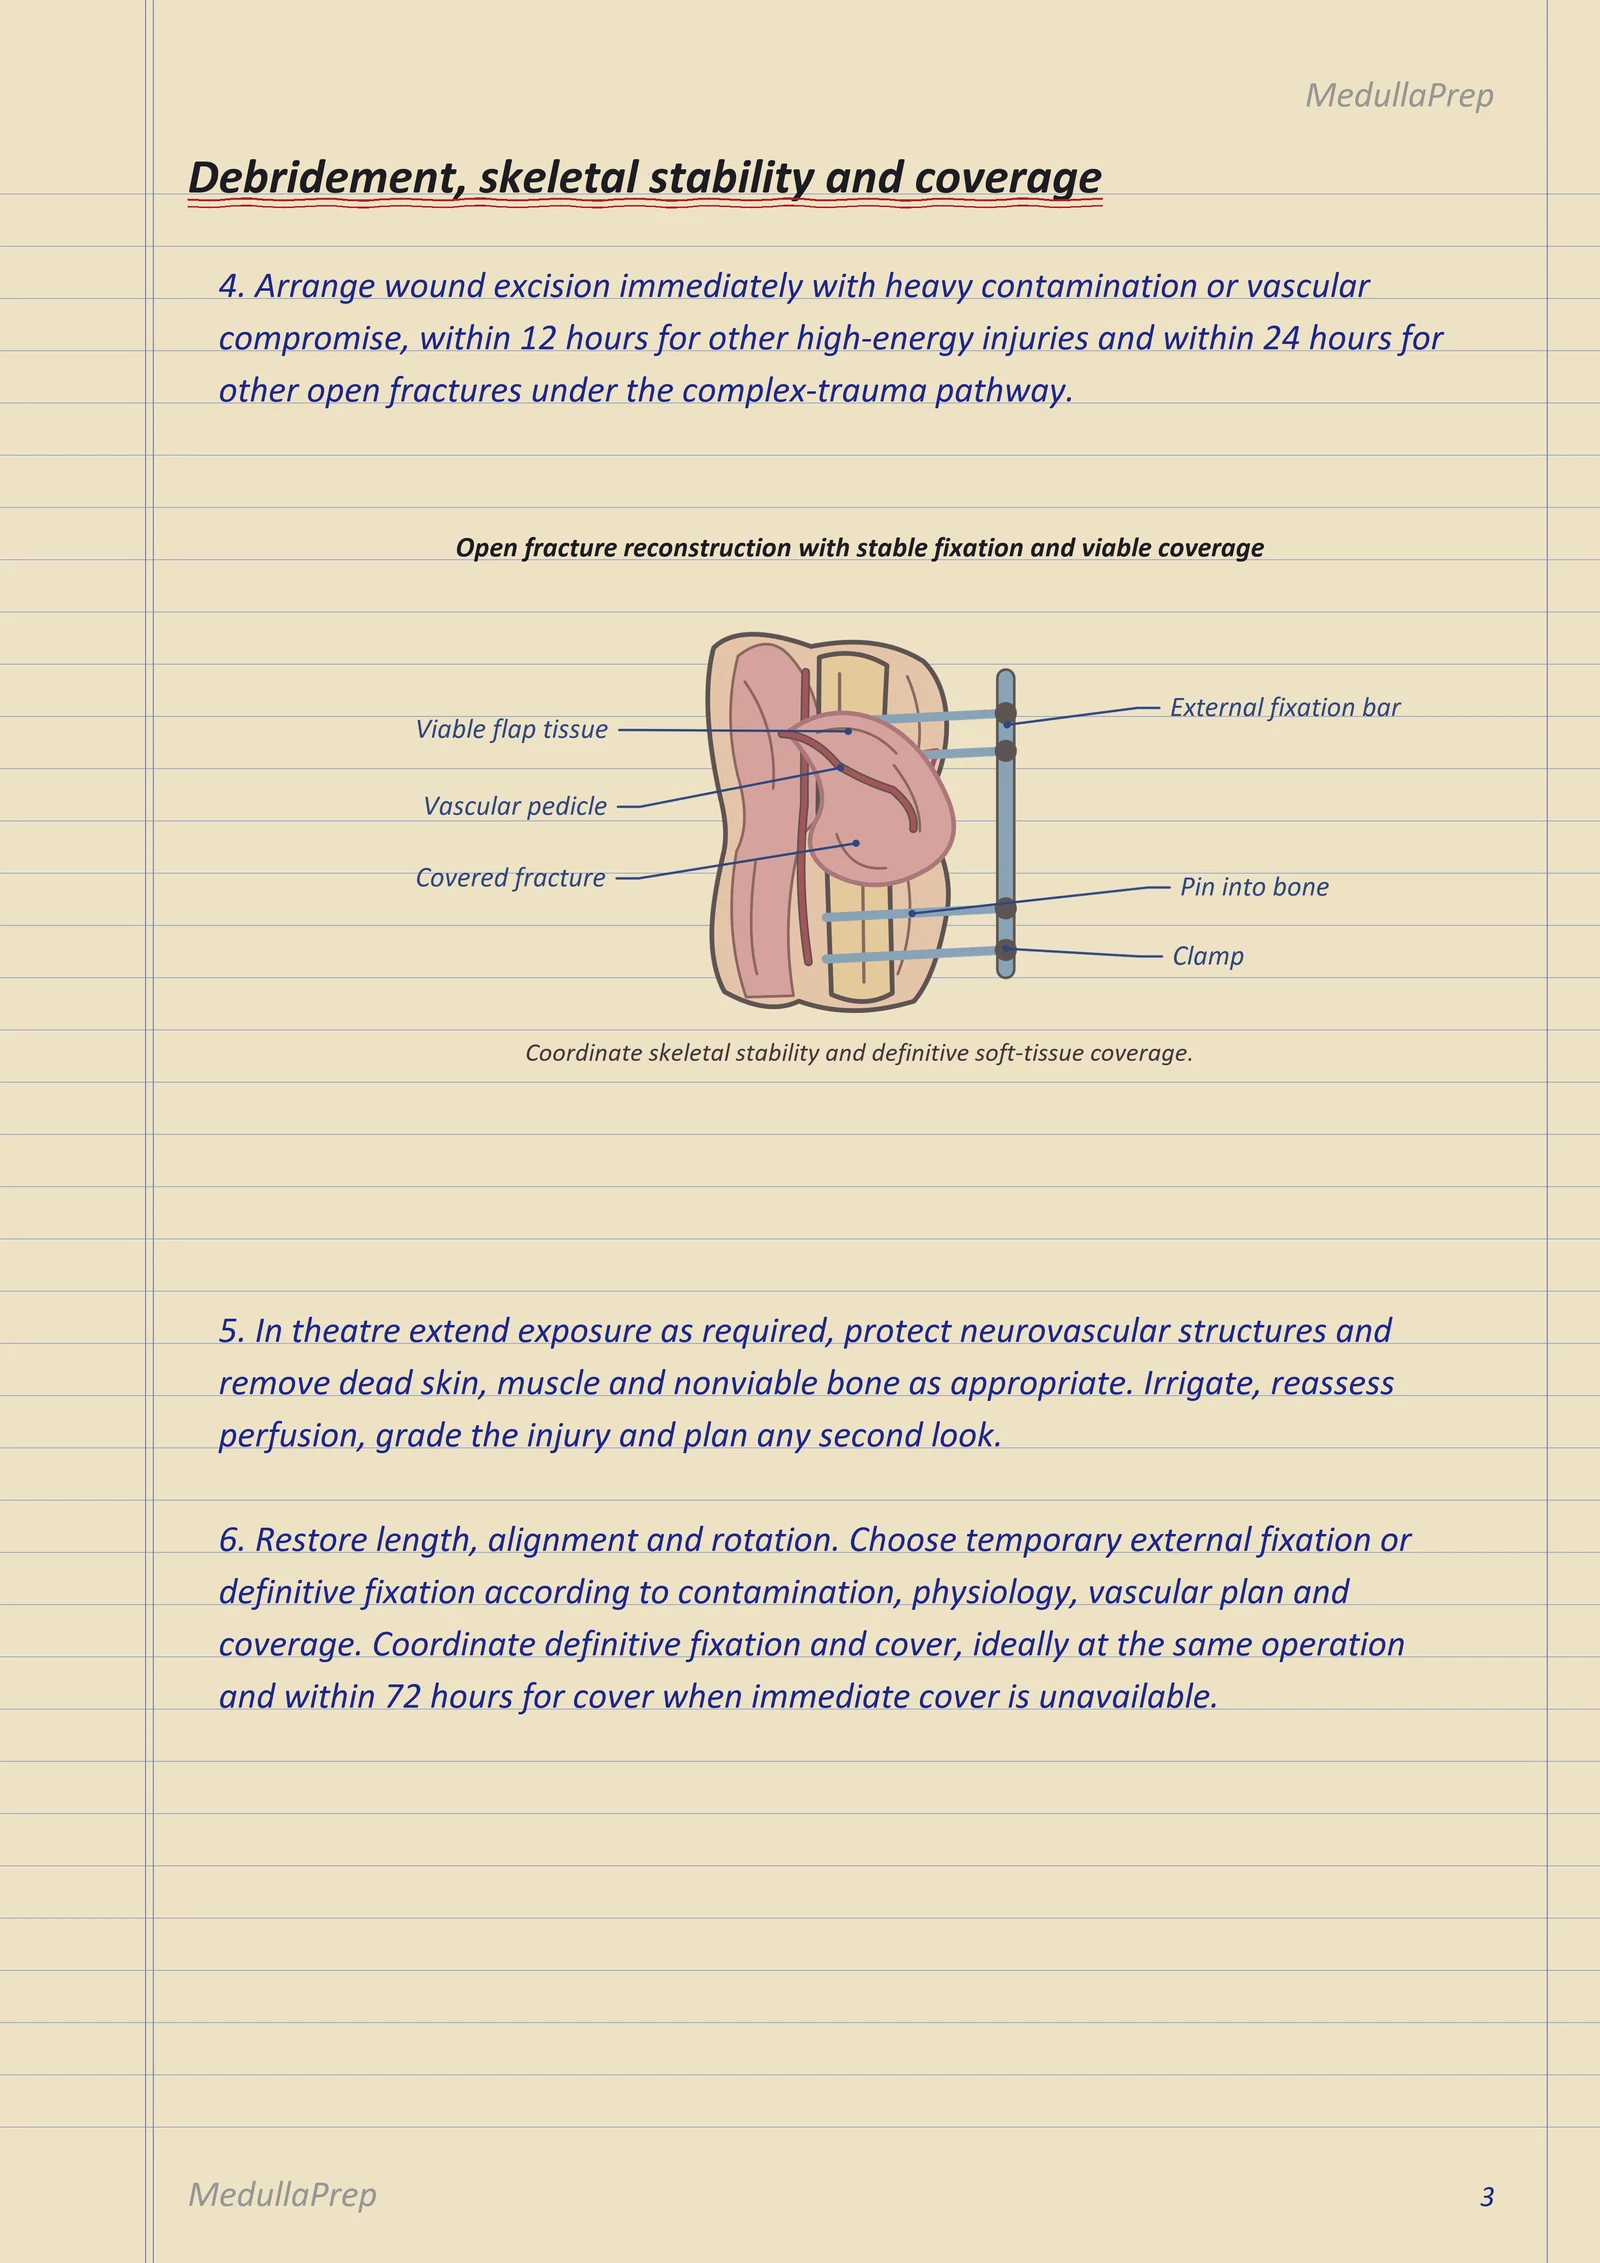 MedullaPrep
Debridement, skeletal stability and coverage
4. Arrange wound excision immediately with heavy contamination or vascular
compromise, within 12 hours for other high-energy injuries and within 24 hours for
other open fractures under the complex-trauma pathway.
Open fracture reconstruction with stable fixation and viable coverage
Viable flap tissue
External fixation bar
Vascular pedicle
Covered fracture
Pin into bone
Clamp
Coordinate skeletal stability and definitive soft-tissue coverage.
5. In theatre extend exposure as required, protect neurovascular structures and
remove dead skin, muscle and nonviable bone as appropriate. Irrigate, reassess
perfusion, grade the injury and plan any second look.
6. Restore length, alignment and rotation. Choose temporary external fixation or
definitive fixation according to contamination, physiology, vascular plan and
coverage. Coordinate definitive fixation and cover, ideally at the same operation
and within 72 hours for cover when immediate cover is unavailable.
MedullaPrep
3